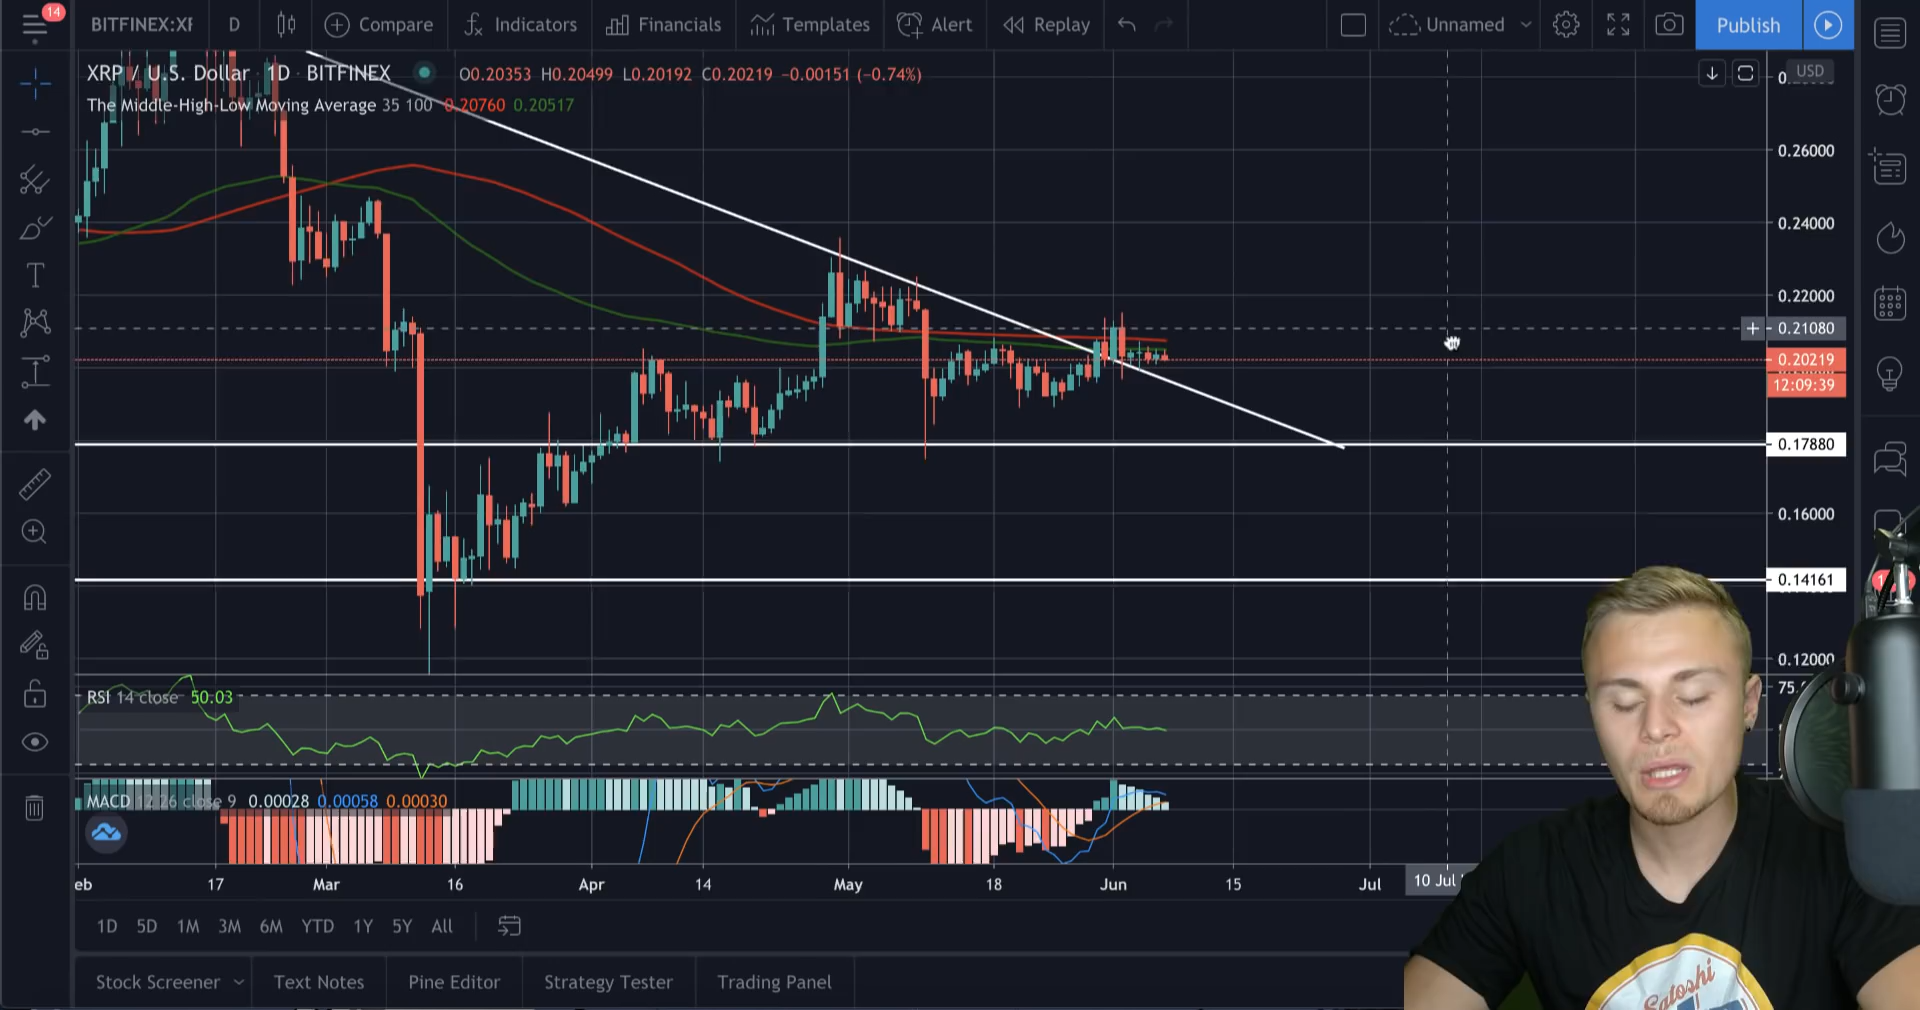 14
BITFINEX:XF D Compare Indicators Financials Templates Alert Replay Unnamed Publish
XRP / U.S. Dollar 1D BITFINEX O0.20353 H0.20499 L0.20192 C0.20219 −0.00151 (−0.74%)
The Middle-High-Low Moving Average 35 100 0.20760 0.20517
USD
0.26000
0.24000
0.22000
0.21080
0.20219
12:09:39
0.17880
0.16000
0.14161
0.12000
RSI 14 close 50.03
75.
MACD 12 26 close 9 0.00028 0.00058 0.00030
eb 17 Mar 16 Apr 14 May 18 Jun 15 Jul 10 Jul
1D 5D 1M 3M 6M YTD 1Y 5Y All
Stock Screener Text Notes Pine Editor Strategy Tester Trading Panel
Satoshi